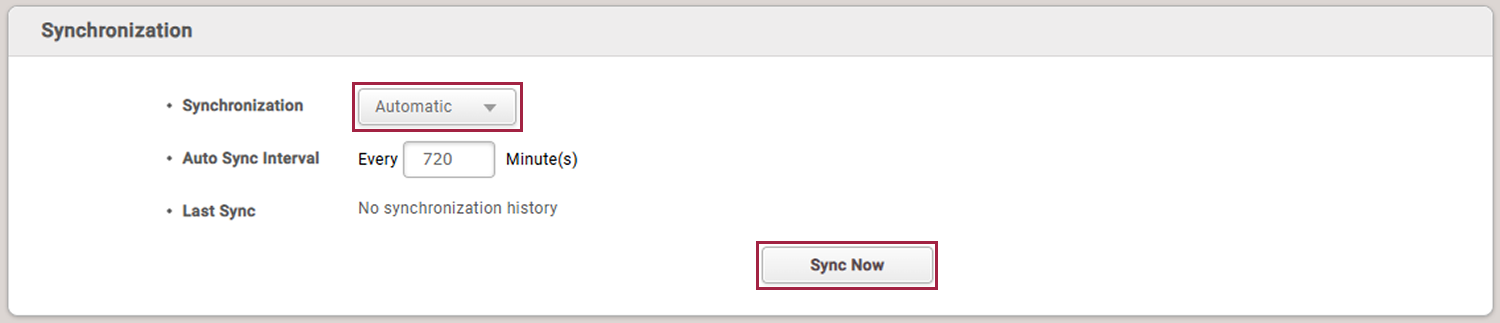 Synchronization
Synchronization Automatic
Auto Sync Interval Every 720 Minute(s)
Last Sync No synchronization history
Sync Now